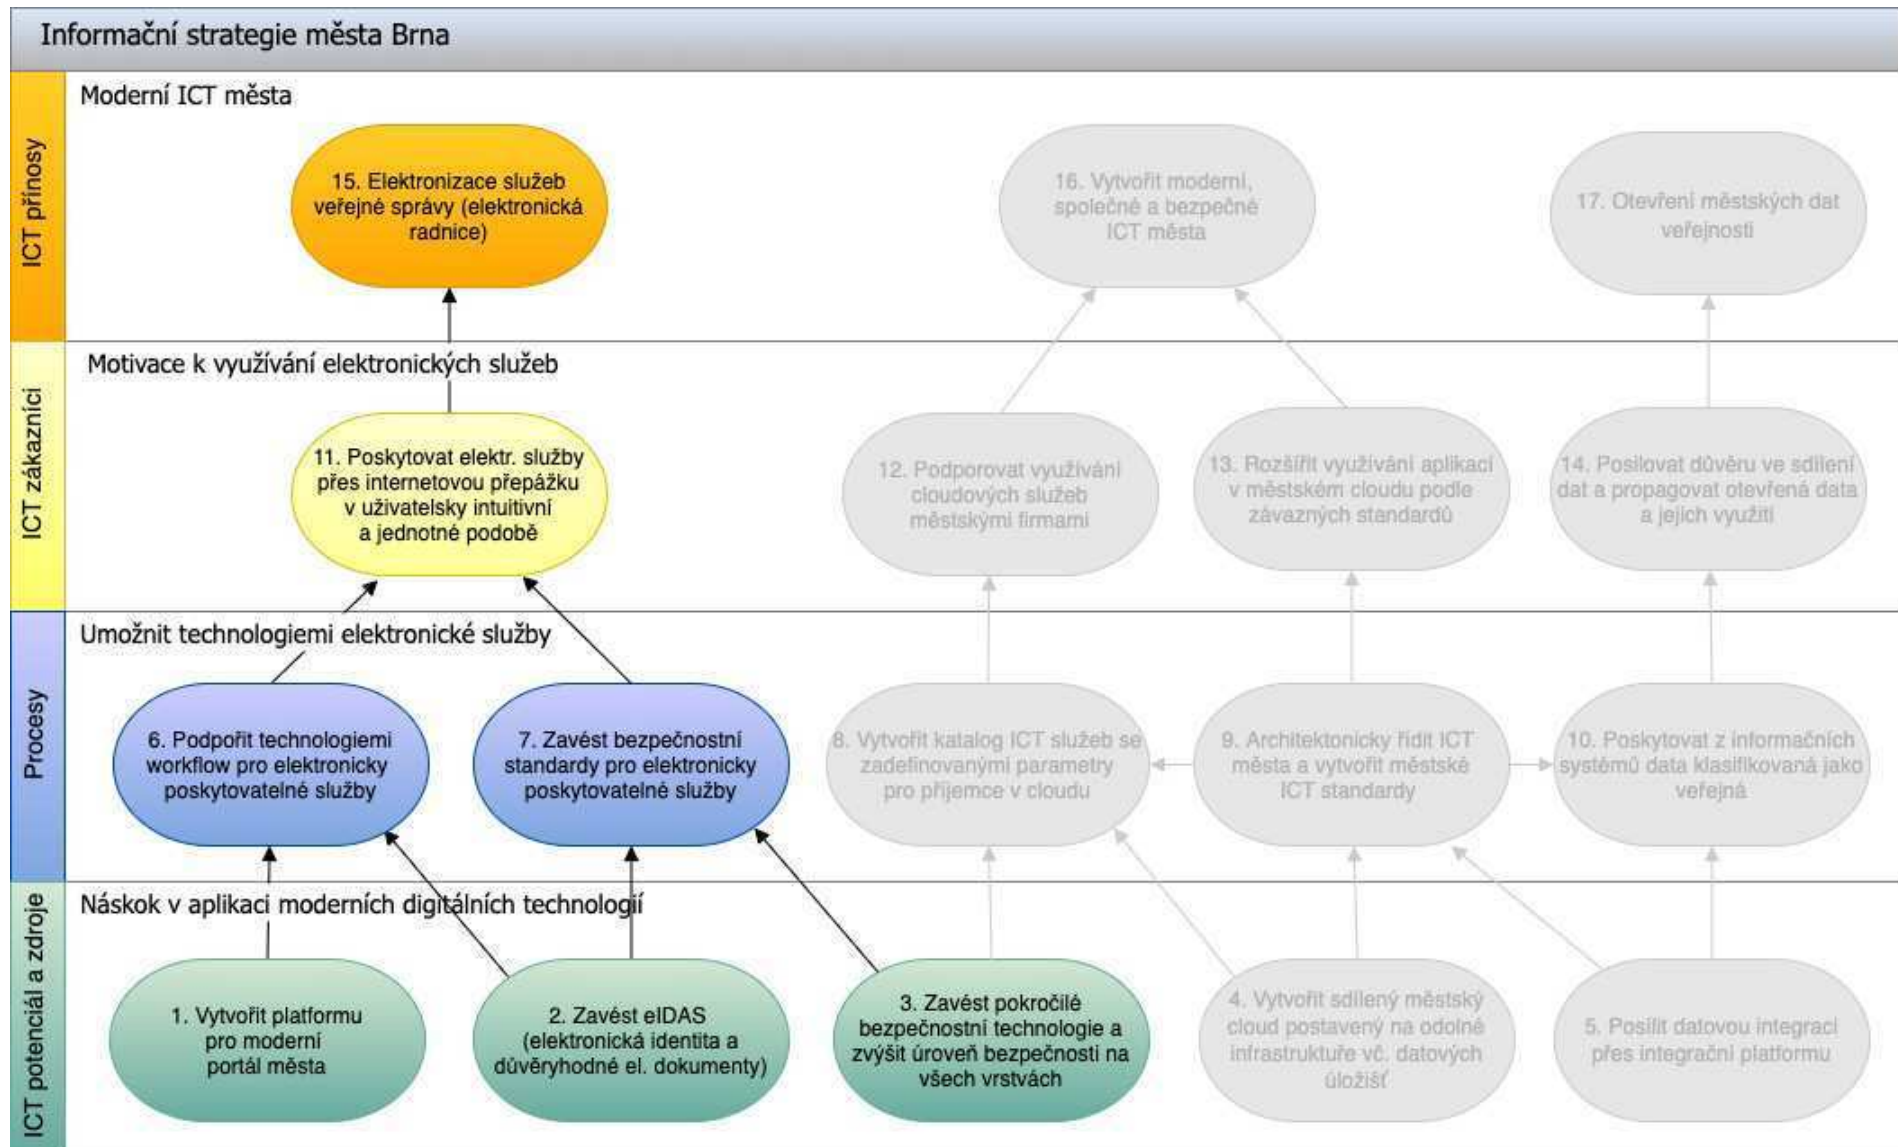 Informační strategie města Brna
ICT přínosy
Moderní ICT města
15. Elektronizace služeb
veřejné správy (elektronická
radnice)
16. Vytvořit moderní,
společné a bezpečné
ICT města
17. Otevření městských dat
veřejnosti
ICT zákazníci
Motivace k využívání elektronických služeb
11. Poskytovat elektr. služby
přes internetovou přepážku
v uživatelsky intuitivní
a jednotné podobě
12. Podporovat využívání
cloudových služeb
městskými firmami
13. Rozšířit využívání aplikací
v městském cloudu podle
závazných standardů
14. Posilovat důvěru ve sdílení
dat a propagovat otevřená data
a jejich využití
Procesy
Umožnit technologiemi elektronické služby
6. Podpořit technologiemi
workflow pro elektronicky
poskytovatelné služby
7. Zavést bezpečnostní
standardy pro elektronicky
poskytovatelné služby
8. Vytvořit katalog ICT služeb se
zadefinovanými parametry
pro příjemce v cloudu
9. Architektonicky řídit ICT
města a vytvořit městské
ICT standardy
10. Poskytovat z informačních
systémů data klasifikovaná jako
veřejná
ICT potenciál a zdroje
Náskok v aplikaci moderních digitálních technologií
1. Vytvořit platformu
pro moderní
portál města
2. Zavést eIDAS
(elektronická identita a
důvěryhodné el. dokumenty)
3. Zavést pokročilé
bezpečnostní technologie a
zvýšit úroveň bezpečnosti na
všech vrstvách
4. Vytvořit sdílený městský
cloud postavený na odolné
infrastruktuře vč. datových
úložišť
5. Posílit datovou integraci
přes integrační platformu